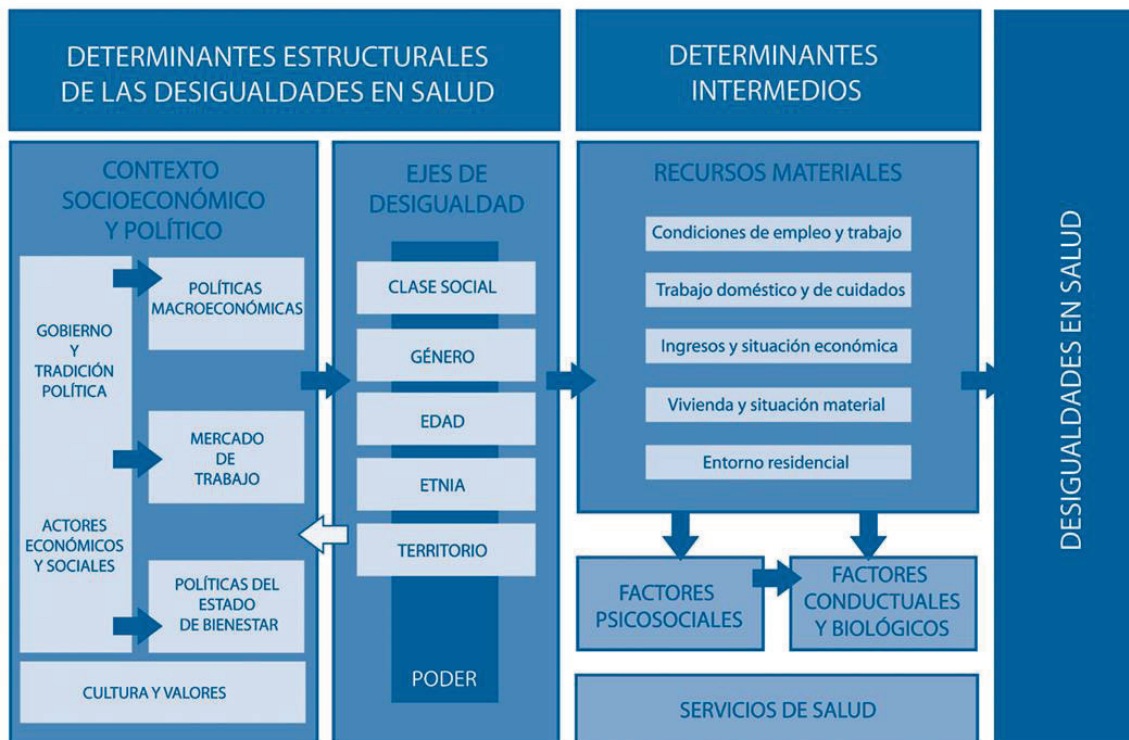 DETERMINANTES ESTRUCTURALES
DE LAS DESIGUALDADES EN SALUD
DETERMINANTES
INTERMEDIOS
CONTEXTO
SOCIOECONÓMICO
Y POLÍTICO
GOBIERNO
Y
TRADICIÓN
POLÍTICA
ACTORES
ECONÓMICOS
Y SOCIALES
POLÍTICAS
MACROECONÓMICAS
MERCADO
DE
TRABAJO
POLÍTICAS DEL
ESTADO
DE BIENESTAR
CULTURA Y VALORES
EJES DE
DESIGUALDAD
CLASE SOCIAL
GÉNERO
EDAD
ETNIA
TERRITORIO
PODER
RECURSOS MATERIALES
Condiciones de empleo y trabajo
Trabajo doméstico y de cuidados
Ingresos y situación económica
Vivienda y situación material
Entorno residencial
FACTORES
PSICOSOCIALES
FACTORES
CONDUCTUALES
Y BIOLÓGICOS
SERVICIOS DE SALUD
DESIGUALDADES EN SALUD